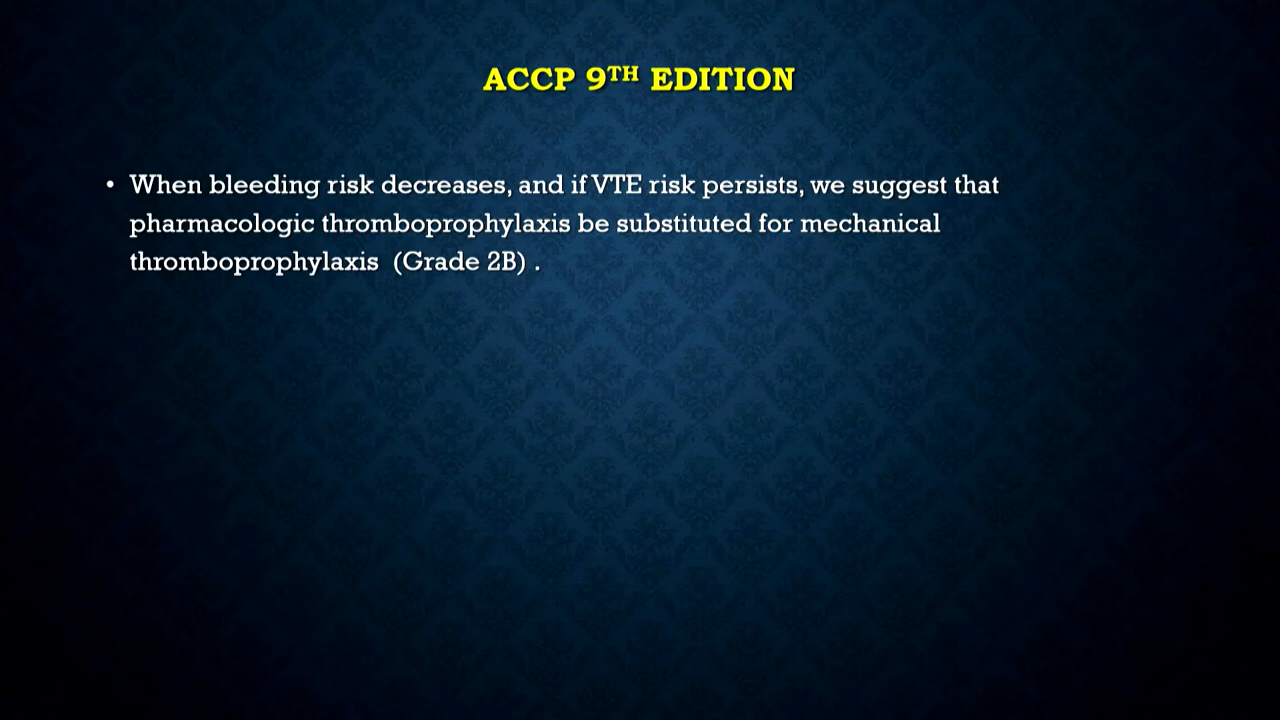 ACCP 9TH EDITION
• When bleeding risk decreases, and if VTE risk persists, we suggest that
pharmacologic thromboprophylaxis be substituted for mechanical
thromboprophylaxis (Grade 2B) .